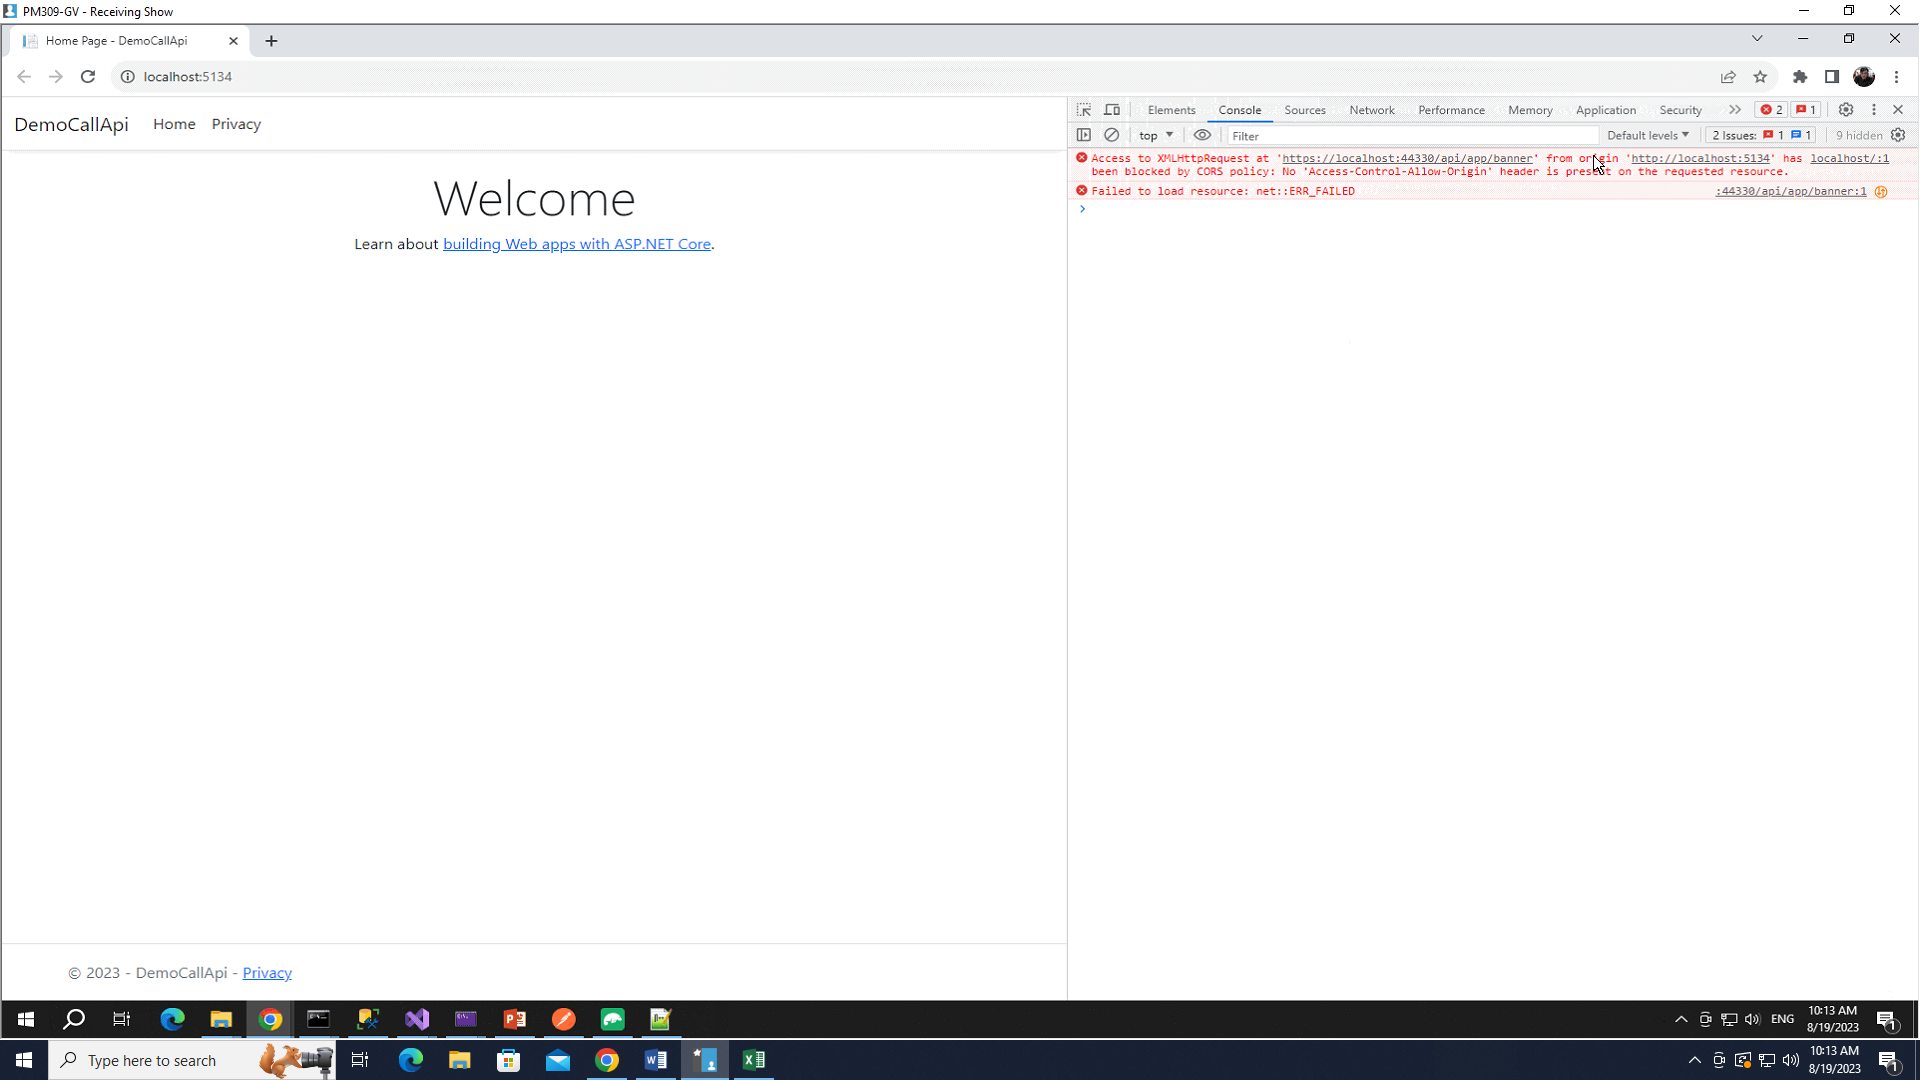 PM309-GV - Receiving Show
Home Page - DemoCallApi
localhost:5134
DemoCallApi Home Privacy
Welcome
Learn about building Web apps with ASP.NET Core.
© 2023 - DemoCallApi - Privacy
Elements Console Sources Network Performance Memory Application Security 2 1
top Filter Default levels 2 Issues: 1 1 9 hidden
Access to XMLHttpRequest at 'https://localhost:44330/api/app/banner' from origin 'http://localhost:5134' has localhost/:1
been blocked by CORS policy: No 'Access-Control-Allow-Origin' header is present on the requested resource.
Failed to load resource: net::ERR_FAILED :44330/api/app/banner:1
ENG 10:13 AM
8/19/2023
1
Type here to search
10:13 AM
8/19/2023
1